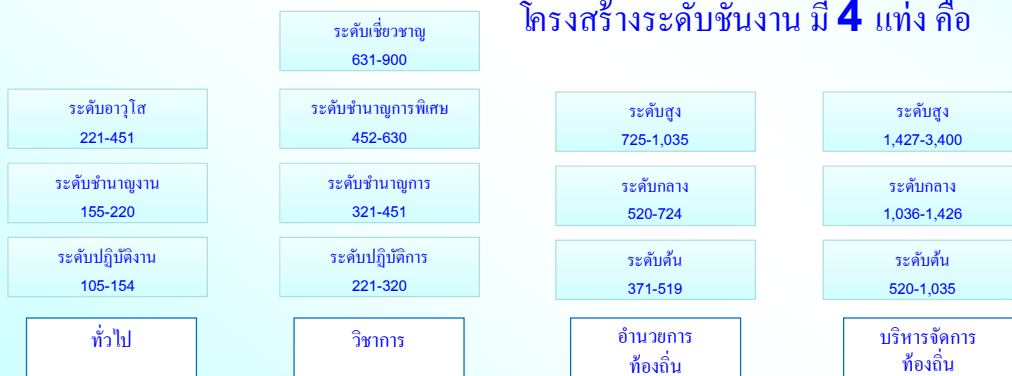 โครงสร้างระดับชั้นงาน มี 4 แท่ง คือ
ระดับเชี่ยวชาญ
631-900
ระดับอาวุโส
221-451
ระดับชำนาญการพิเศษ
452-630
ระดับสูง
725-1,035
ระดับสูง
1,427-3,400
ระดับชำนาญงาน
155-220
ระดับชำนาญการ
321-451
ระดับกลาง
520-724
ระดับกลาง
1,036-1,426
ระดับปฏิบัติงาน
105-154
ระดับปฏิบัติการ
221-320
ระดับต้น
371-519
ระดับต้น
520-1,035
ทั่วไป
วิชาการ
อำนวยการ
ท้องถิ่น
บริหารจัดการ
ท้องถิ่น